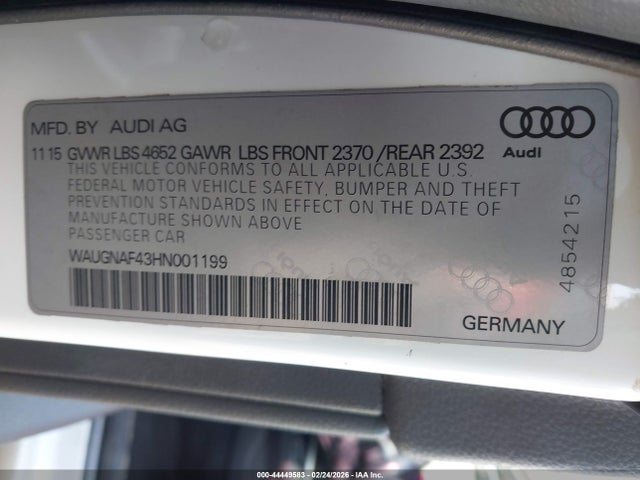 MFD. BY AUDI AG
Audi
11 15 GVWR LBS 4652 GAWR LBS FRONT 2370 / REAR 2392
THIS VEHICLE CONFORMS TO ALL APPLICABLE U.S.
FEDERAL MOTOR VEHICLE SAFETY, BUMPER AND THEFT
PREVENTION STANDARDS IN EFFECT ON THE DATE OF
MANUFACTURE SHOWN ABOVE
PASSENGER CAR
WAUGNAF43HN001199
4854215
GERMANY
000-44449583 - 02/24/2026 - IAA Inc.